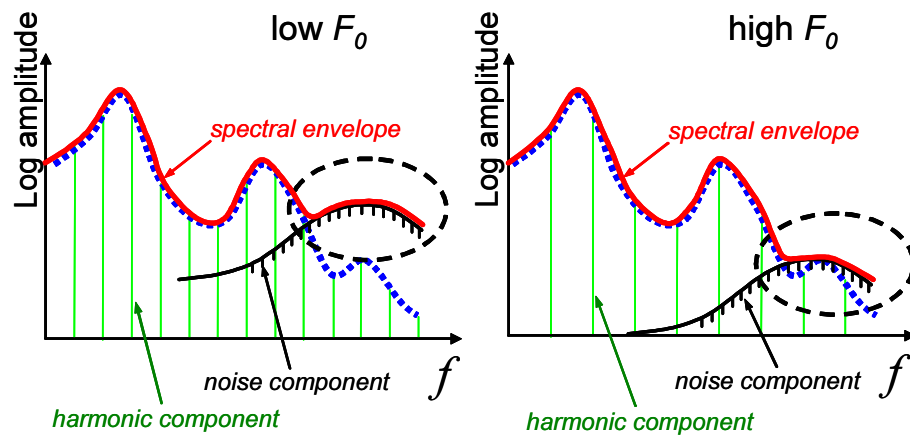 low F0
Log amplitude
spectral envelope
noise component
f
harmonic component
high F0
Log amplitude
spectral envelope
noise component
f
harmonic component